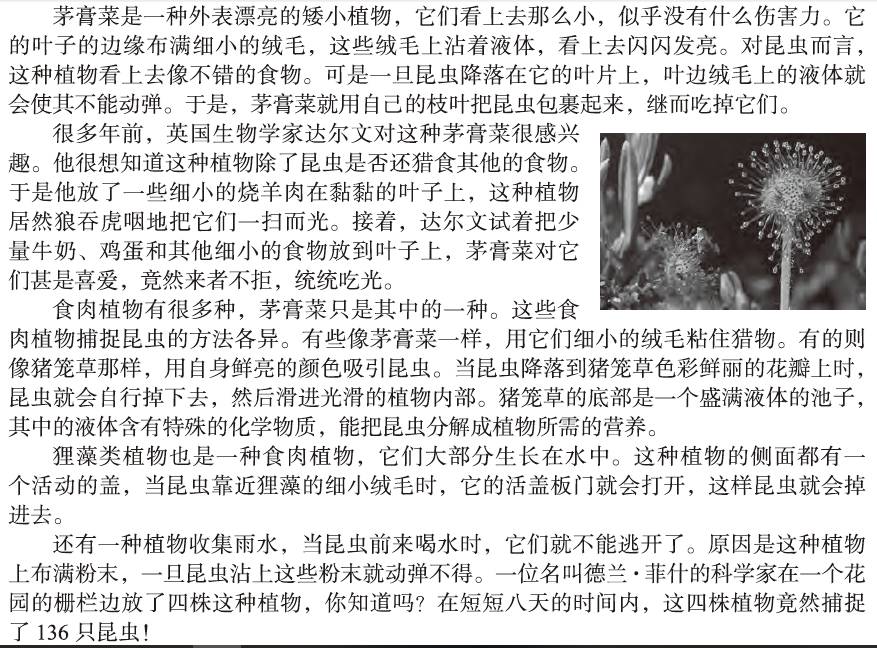 茅膏菜是一种外表漂亮的矮小植物，它们看上去那么小，似乎没有什么伤害力。它
的叶子的边缘布满细小的绒毛，这些绒毛上沾着液体，看上去闪闪发亮。对昆虫而言，
这种植物看上去像不错的食物。可是一旦昆虫降落在它的叶片上，叶边绒毛上的液体就
会使其不能动弹。于是，茅膏菜就用自己的枝叶把昆虫包裹起来，继而吃掉它们。
很多年前，英国生物学家达尔文对这种茅膏菜很感兴
趣。他很想知道这种植物除了昆虫是否还猎食其他的食物。
于是他放了一些细小的烧羊肉在黏黏的叶子上，这种植物
居然狼吞虎咽地把它们一扫而光。接着，达尔文试着把少
量牛奶、鸡蛋和其他细小的食物放到叶子上，茅膏菜对它
们甚是喜爱，竟然来者不拒，统统吃光。
食肉植物有很多种，茅膏菜只是其中的一种。这些食
肉植物捕捉昆虫的方法各异。有些像茅膏菜一样，用它们细小的绒毛粘住猎物。有的则
像猪笼草那样，用自身鲜亮的颜色吸引昆虫。当昆虫降落到猪笼草色彩鲜丽的花瓣上时，
昆虫就会自行掉下去，然后滑进光滑的植物内部。猪笼草的底部是一个盛满液体的池子，
其中的液体含有特殊的化学物质，能把昆虫分解成植物所需的营养。
狸藻类植物也是一种食肉植物，它们大部分生长在水中。这种植物的侧面都有一
个活动的盖，当昆虫靠近狸藻的细小绒毛时，它的活盖板门就会打开，这样昆虫就会掉
进去。
还有一种植物收集雨水，当昆虫前来喝水时，它们就不能逃开了。原因是这种植物
上布满粉末，一旦昆虫沾上这些粉末就动弹不得。一位名叫德兰·菲什的科学家在一个花
园的栅栏边放了四株这种植物，你知道吗？在短短八天的时间内，这四株植物竟然捕捉
了 136 只昆虫！